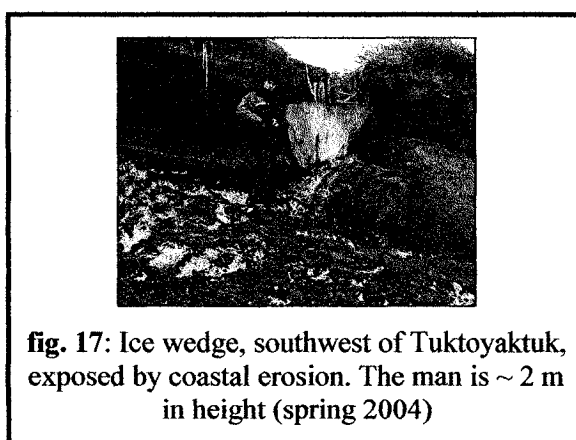 fig. 17: Ice wedge, southwest of Tuktoyaktuk,
exposed by coastal erosion. The man is ~ 2 m
in height (spring 2004)